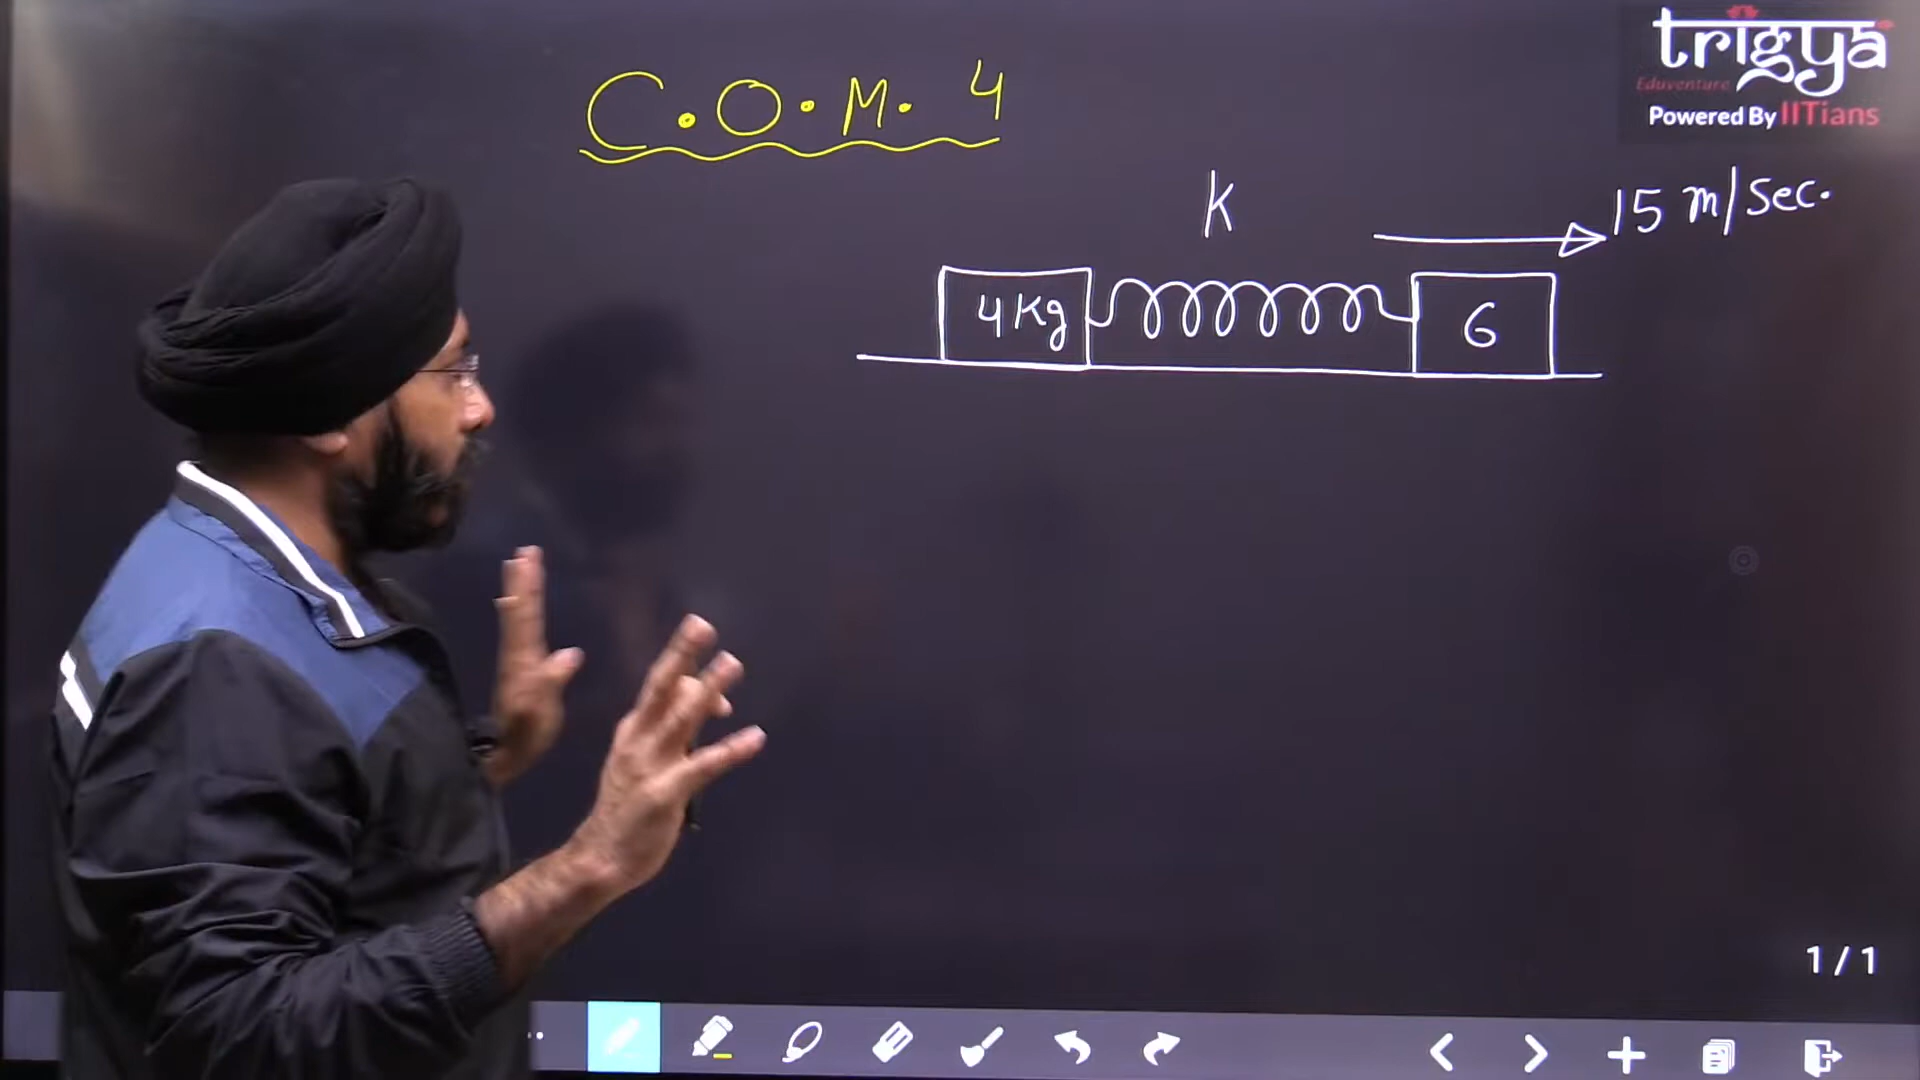 C.O.M. 4
trigya
Eduventure
Powered By IITians
K
15 m/sec.
4kg
6
1/1